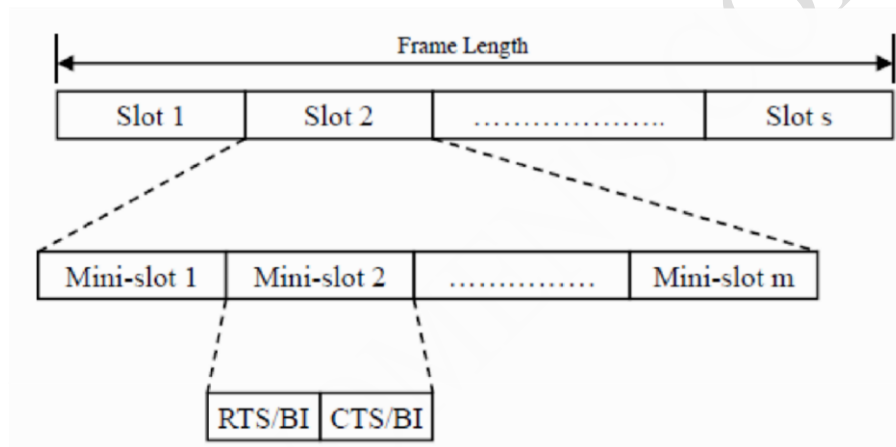 Frame Length
Slot 1 Slot 2 ………………….. Slot s
Mini-slot 1 Mini-slot 2 …………… Mini-slot m
RTS/BI CTS/BI